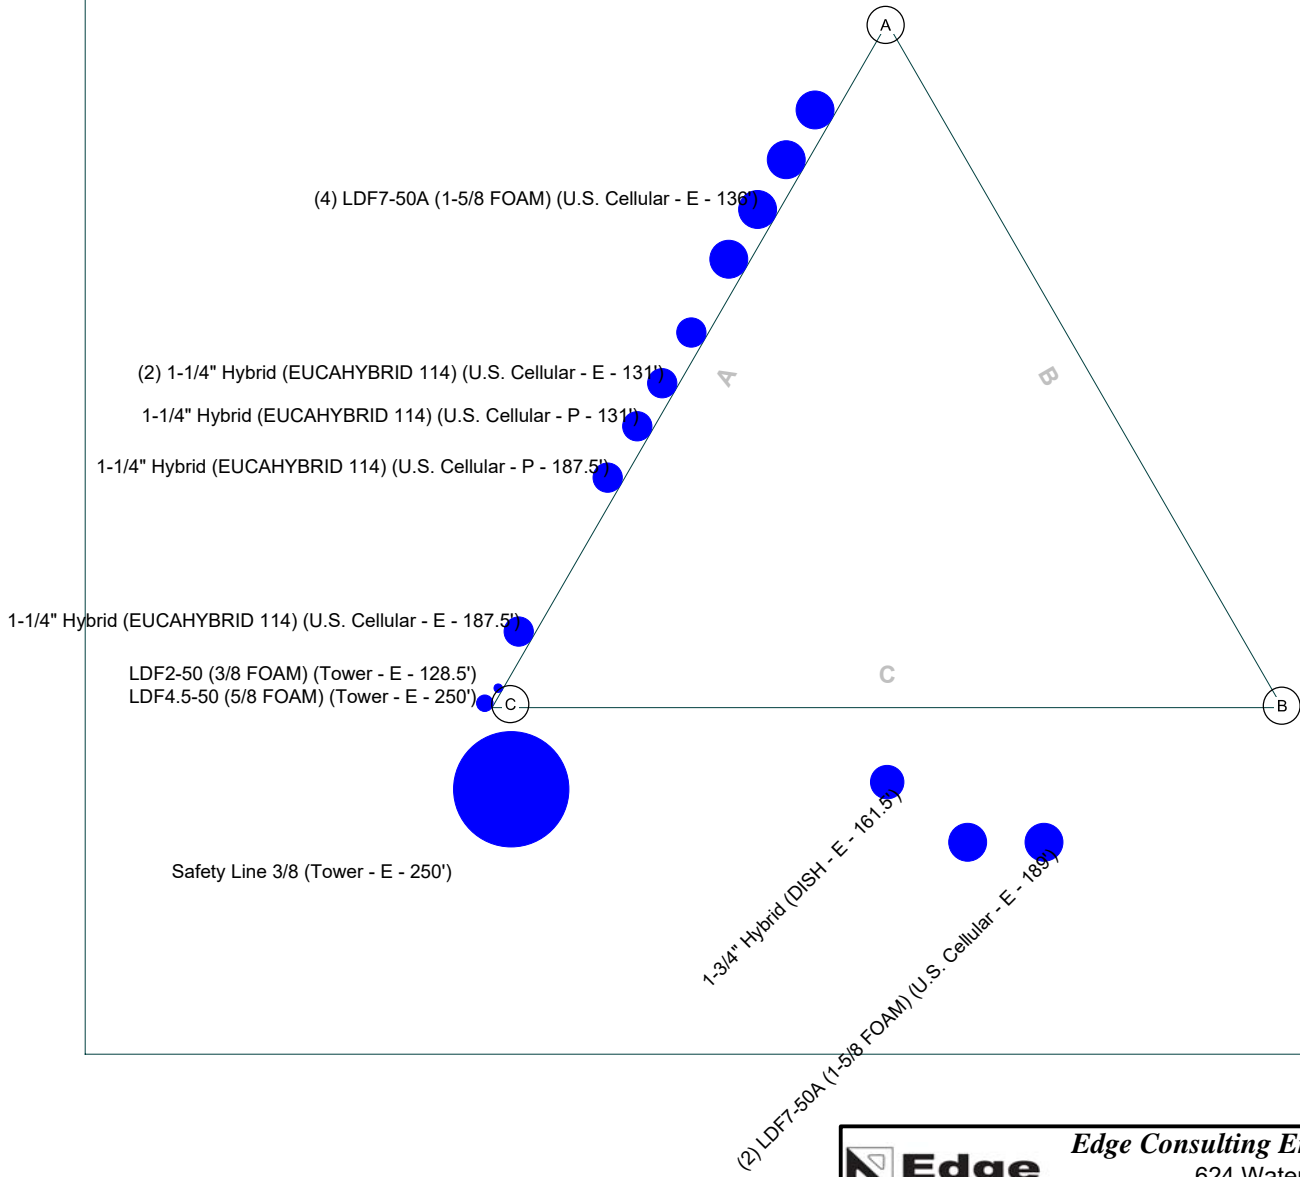 A
(4) LDF7-50A (1-5/8 FOAM) (U.S. Cellular - E - 136')
(2) 1-1/4" Hybrid (EUCAHYBRID 114) (U.S. Cellular - E - 131')
A
B
1-1/4" Hybrid (EUCAHYBRID 114) (U.S. Cellular - P - 131')
1-1/4" Hybrid (EUCAHYBRID 114) (U.S. Cellular - P - 187.5')
1-1/4" Hybrid (EUCAHYBRID 114) (U.S. Cellular - E - 187.5')
LDF2-50 (3/8 FOAM) (Tower - E - 128.5')
C
LDF4.5-50 (5/8 FOAM) (Tower - E - 250')
C
B
Safety Line 3/8 (Tower - E - 250')
1-3/4" Hybrid (DISH - E - 161.5')
(2) LDF7-50A (1-5/8 FOAM) (U.S. Cellular - E - 189')
Edge Consulting
Edge
624 Water